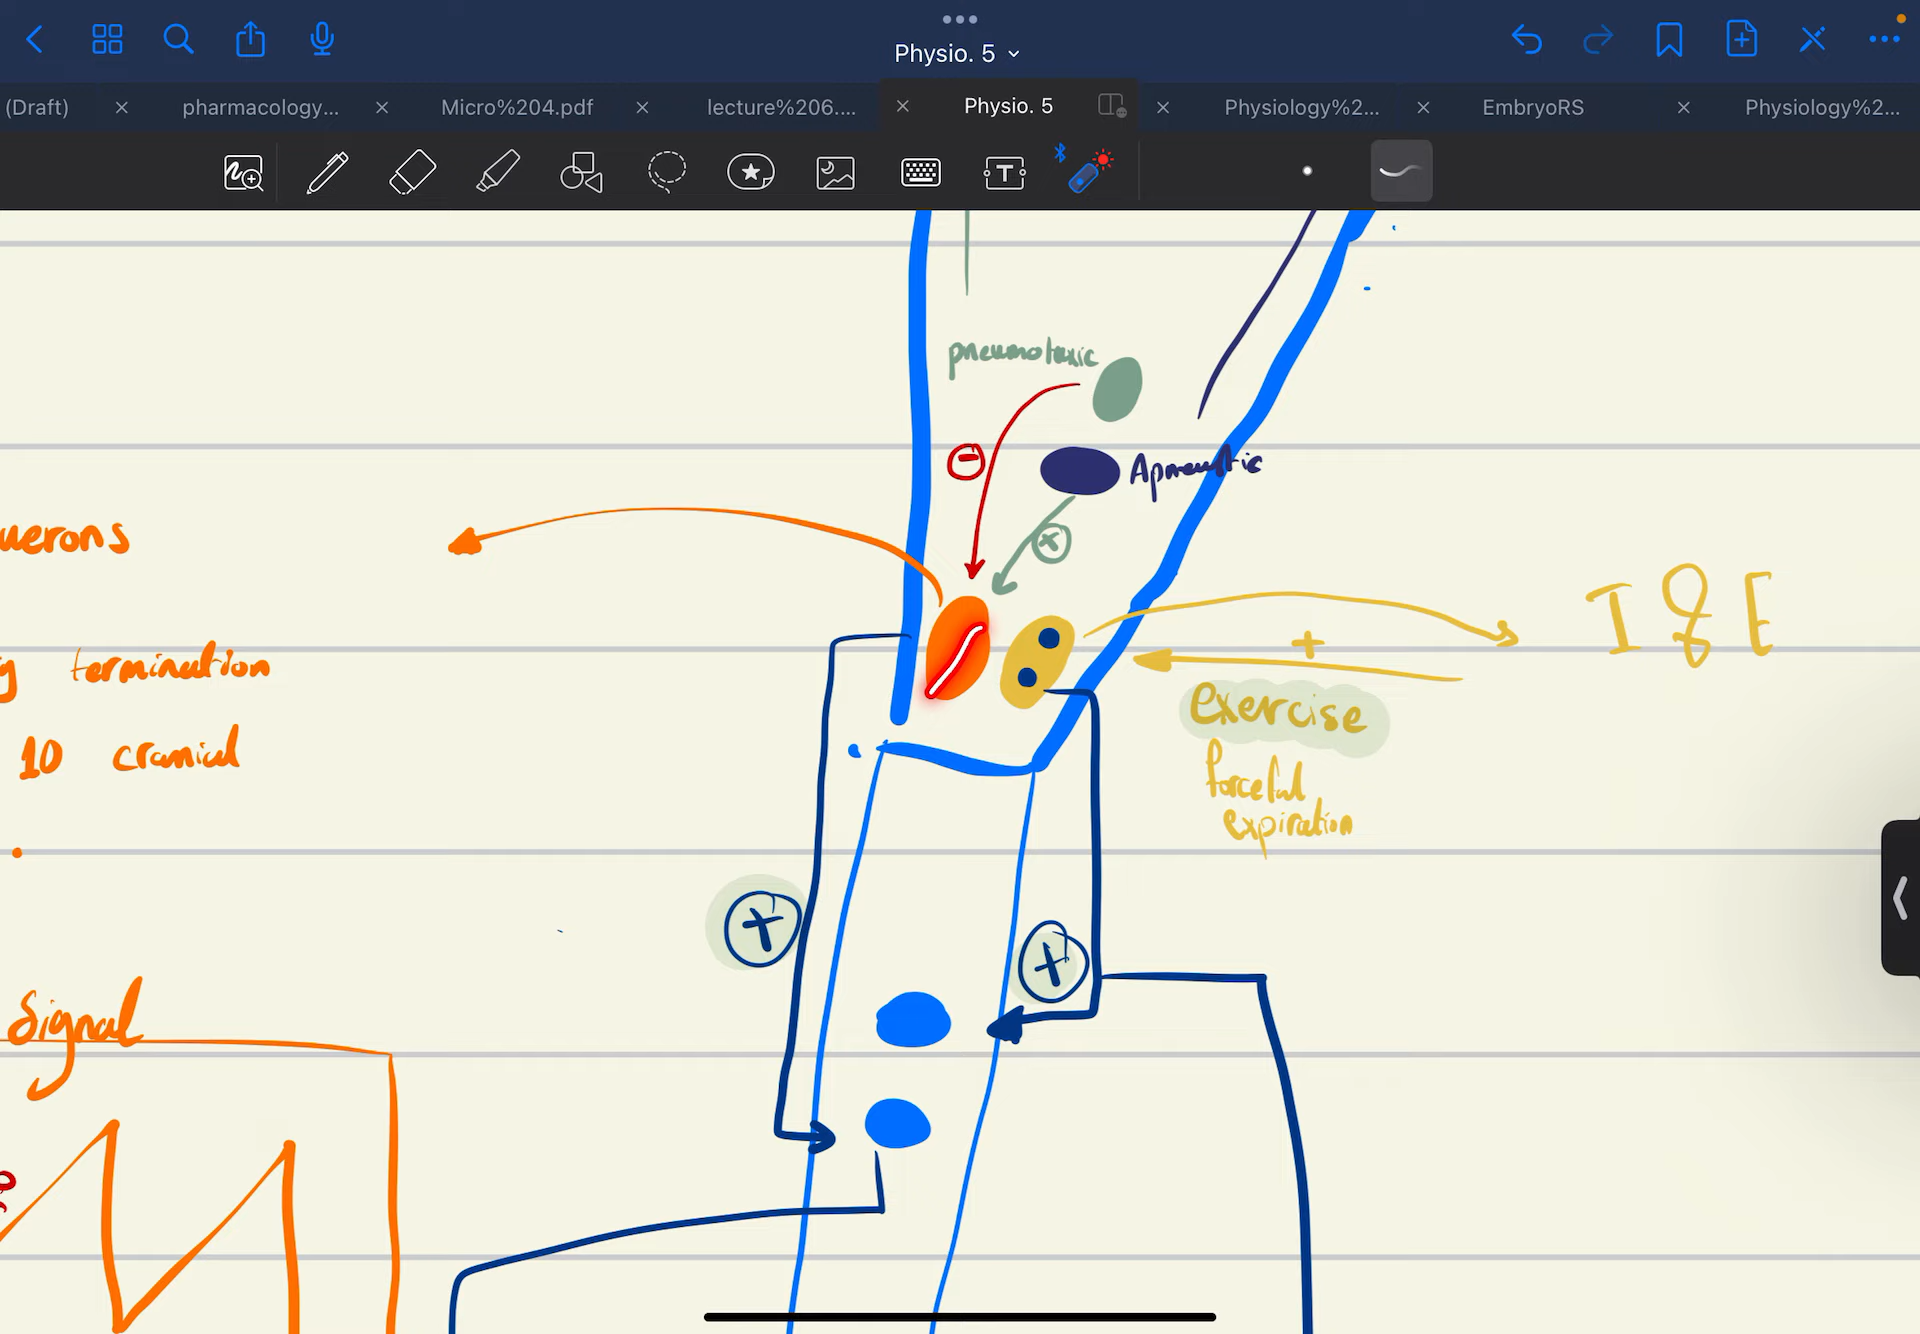 Physio. 5
(Draft)
pharmacology...
Micro%204.pdf
lecture%206....
Physio. 5
Physiology%2...
EmbryoRS
Physiology%2...
T
pneumotaxic
Apneustic
termination
10 cranial
I & E
+
exercise
forceful
expiration
+
+
Signal